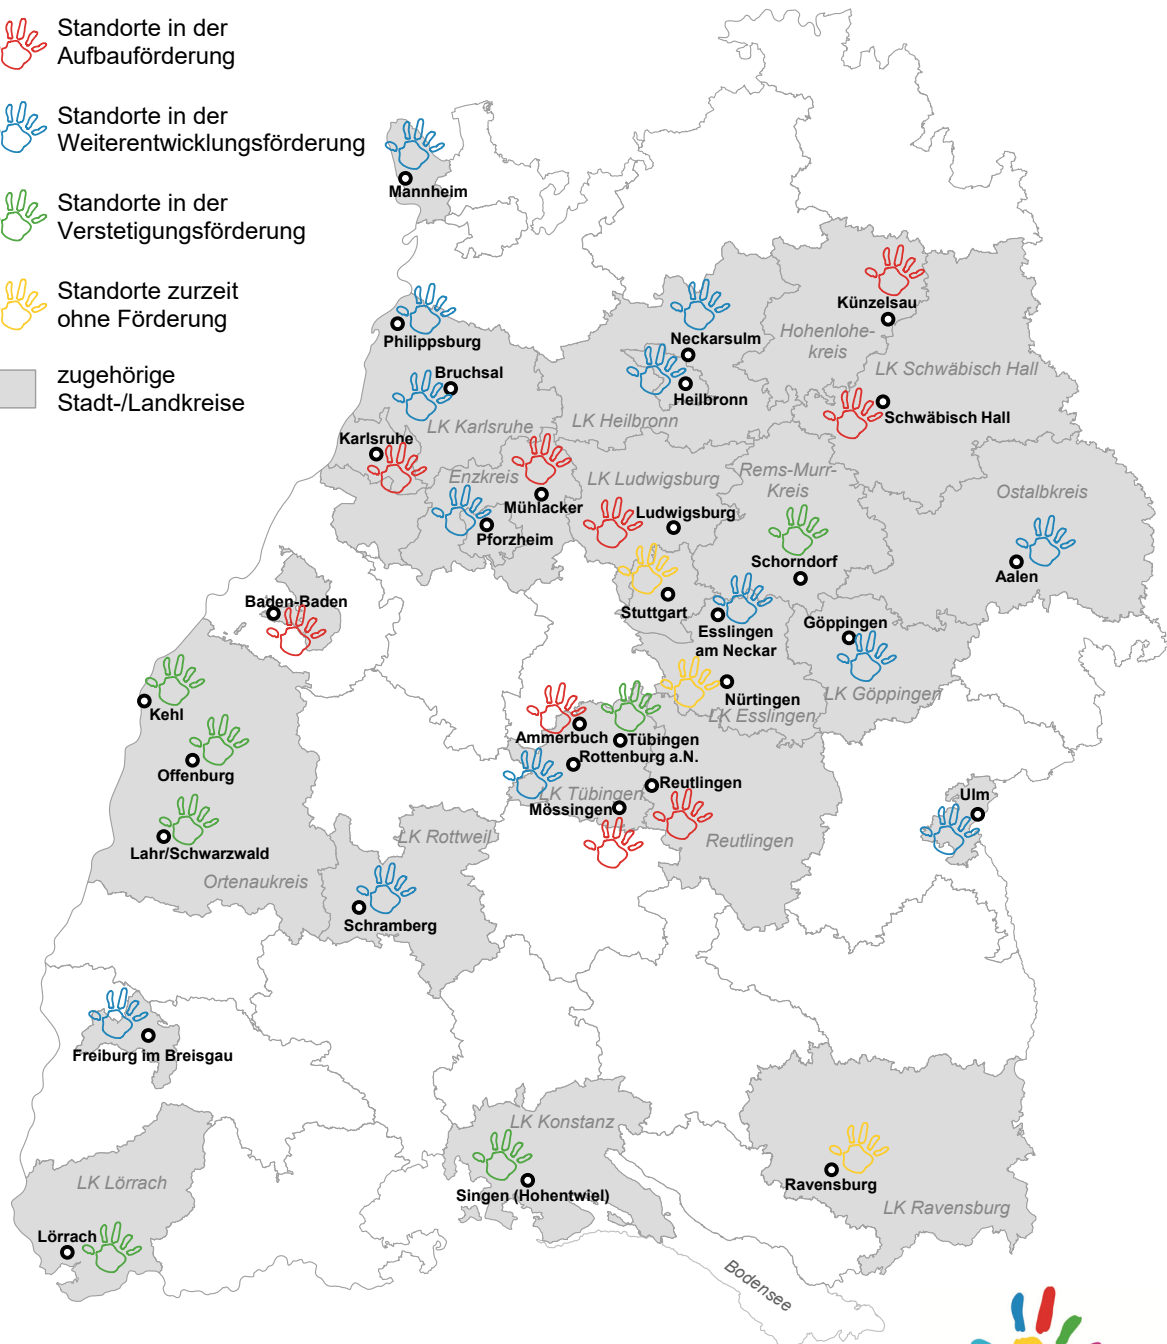 Standorte in der
Aufbauförderung
Standorte in der
Weiterentwicklungsförderung
Standorte in der
Verstetigungsförderung
Standorte zurzeit
ohne Förderung
zugehörige
Stadt-/Landkreise
Mannheim
Künzelsau
Philippsburg
Neckarsulm
Hohenlohe-
kreis
Bruchsal
LK Schwäbisch Hall
Heilbronn
Schwäbisch Hall
LK Karlsruhe
LK Heilbronn
Karlsruhe
Enzkreis
LK Ludwigsburg
Rems-Murr-
Kreis
Ostalbkreis
Mühlacker
Ludwigsburg
Pforzheim
Schorndorf
Aalen
Baden-Baden
Stuttgart
Esslingen
am Neckar
Göppingen
Nürtingen
LK Göppingen
Kehl
LK Esslingen
Ammerbuch
Tübingen
Rottenburg a.N.
Offenburg
Reutlingen
LK Tübingen
Ulm
Mössingen
LK Rottweil
Reutlingen
Lahr/Schwarzwald
Ortenaukreis
Schramberg
Freiburg im Breisgau
LK Konstanz
LK Lörrach
Ravensburg
Singen (Hohentwiel)
LK Ravensburg
Lörrach
Bodensee